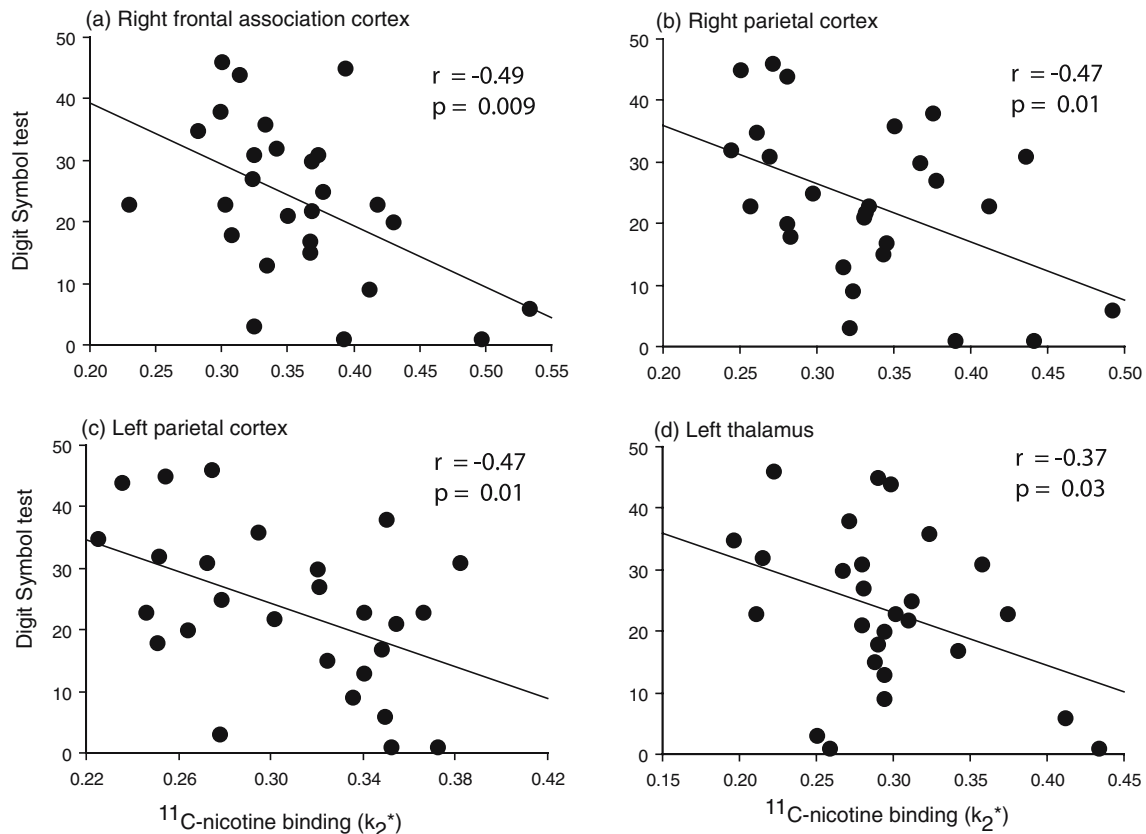 (a) Right frontal association cortex
50
40
30
20
10
0
Digit Symbol test
r = -0.49
p = 0.009
0.20 0.25 0.30 0.35 0.40 0.45 0.50 0.55
(b) Right parietal cortex
50
40
30
20
10
0
r = -0.47
p = 0.01
0.20 0.25 0.30 0.35 0.40 0.45 0.50
(c) Left parietal cortex
50
40
30
20
10
0
Digit Symbol test
r = -0.47
p = 0.01
0.22 0.26 0.30 0.34 0.38 0.42
11C-nicotine binding (k2*)
(d) Left thalamus
50
40
30
20
10
0
r = -0.37
p = 0.03
0.15 0.20 0.25 0.30 0.35 0.40 0.45
11C-nicotine binding (k2*)